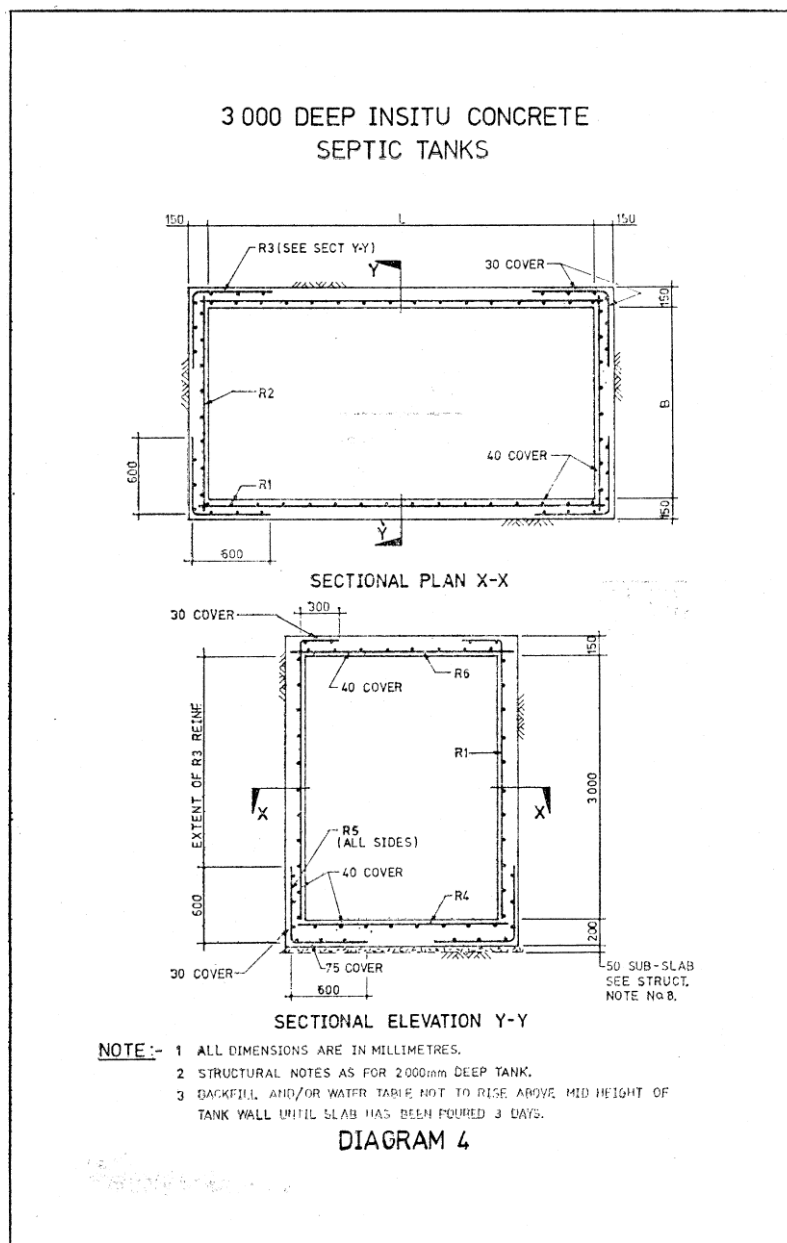 3 000 DEEP INSITU CONCRETE
SEPTIC TANKS
150
L
150
R3 (SEE SECT Y-Y)
Y
30 COVER
150
R2
B
600
R1
40 COVER
150
Y
600
SECTIONAL PLAN X-X
30 COVER
300
150
40 COVER
R6
EXTENT OF R3 REINF
R1
3 000
X
X
R5
(ALL SIDES)
40 COVER
600
R4
200
30 COVER
75 COVER
50 SUB-SLAB
SEE STRUCT.
NOTE No 8.
600
SECTIONAL ELEVATION Y-Y
NOTE:- 1 ALL DIMENSIONS ARE IN MILLIMETRES.
2 STRUCTURAL NOTES AS FOR 2 000mm DEEP TANK.
3 BACKFILL AND/OR WATER TABLE NOT TO RISE ABOVE MID HEIGHT OF
TANK WALL UNTIL SLAB HAS BEEN POURED 3 DAYS.
DIAGRAM 4